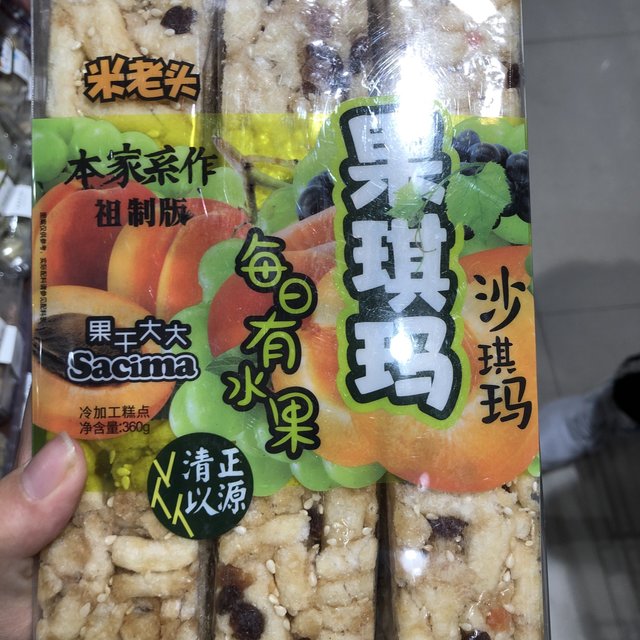 米老头
本家系作
祖制版
果琪玛
沙琪玛
每日有水果
果干大大
Sacima
冷加工糕点
净含量:360g
清正
以源